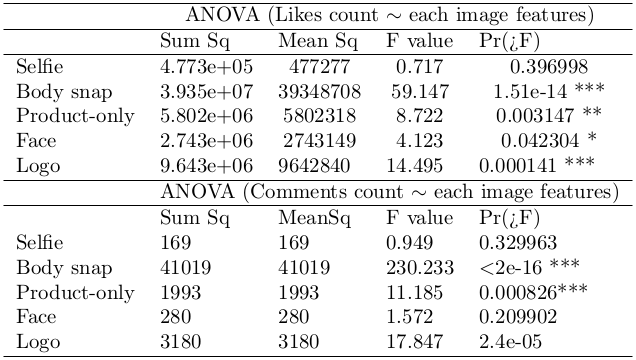 ANOVA (Likes count ∼ each image features)
Sum Sq Mean Sq F value Pr(¿F)
Selfie 4.773e+05 477277 0.717 0.396998
Body snap 3.935e+07 39348708 59.147 1.51e-14 ***
Product-only 5.802e+06 5802318 8.722 0.003147 **
Face 2.743e+06 2743149 4.123 0.042304 *
Logo 9.643e+06 9642840 14.495 0.000141 ***
ANOVA (Comments count ∼ each image features)
Sum Sq MeanSq F value Pr(¿F)
Selfie 169 169 0.949 0.329963
Body snap 41019 41019 230.233 <2e-16 ***
Product-only 1993 1993 11.185 0.000826***
Face 280 280 1.572 0.209902
Logo 3180 3180 17.847 2.4e-05